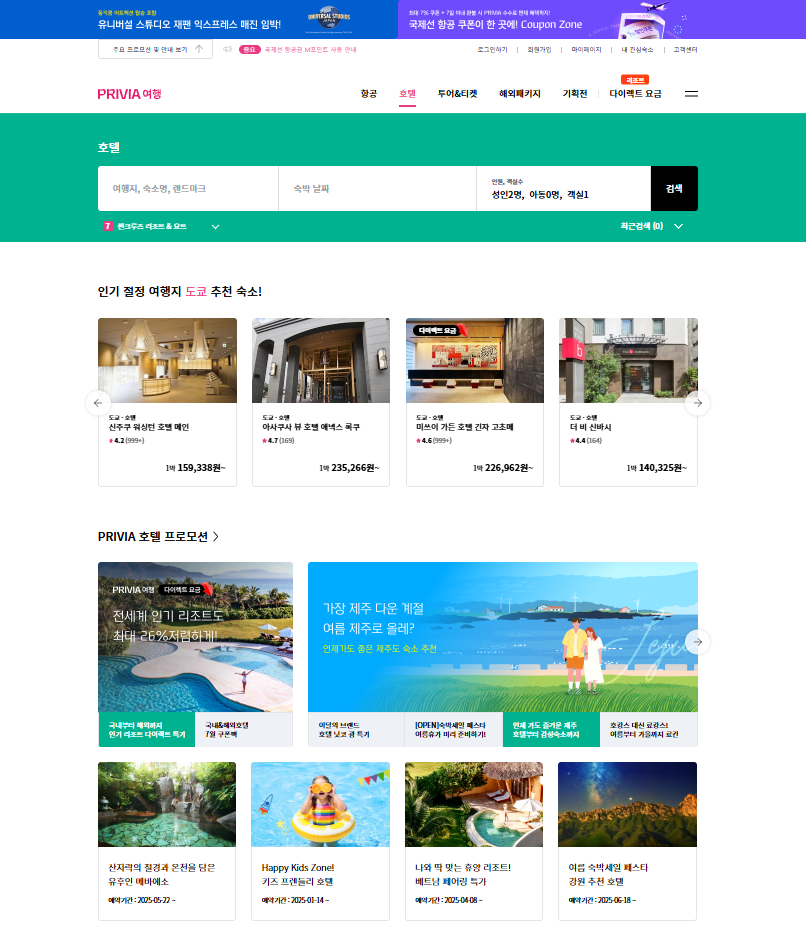 동작용 어트랙션 탑승 포함
유니버설 스튜디오 재팬 익스프레스 매진 임박!
UNIVERSAL STUDIOS
JAPAN
최대 7% 쿠폰 + 7일 이내 환불 시 PRIVIA 수수료 면제 혜택까지!
국제선 항공 쿠폰이 한 곳에! Coupon Zone
주요 프로모션 및 안내 보기
중요 국제선 항공권 M포인트 사용 안내
로그인하기
회원가입
마이페이지
내 관심숙소
고객센터
PRIVIA 여행
항공
호텔
투어&티켓
해외패키지
기획전
리조트
다이렉트 요금
호텔
여행지, 숙소명, 랜드마크
숙박 날짜
인원, 객실수
성인2명, 아동0명, 객실1
검색
7 펀크루즈 리조트 & 요트
최근검색 (0)
인기 절정 여행지 도쿄 추천 숙소!
도쿄 · 호텔
신주쿠 워싱턴 호텔 메인
4.2 (999+)
1박 159,338원~
도쿄 · 호텔
아사쿠사 뷰 호텔 애넥스 록쿠
4.7 (169)
1박 235,266원~
다이렉트 요금
도쿄 · 호텔
미쓰이 가든 호텔 긴자 고초메
4.6 (999+)
1박 226,962원~
b
도쿄 · 호텔
더 비 신바시
4.4 (164)
1박 140,325원~
PRIVIA 호텔 프로모션
PRIVIA 여행 다이렉트 요금
전세계 인기 리조트도
최대 26%저렴하게!
국내부터 해외까지
인기 리조트 다이렉트 특가
국내&해외호텔
7월 쿠폰팩
가장 제주 다운 계절
여름 제주로 올레?
언제가도 좋은 제주도 숙소 추천
Jeju
이달의 브랜드
호텔 닛코 괌 특가
[OPEN]숙박세일 페스타
여름휴가 미리 준비하기!
언제 가도 즐거운 제주
호텔부터 감성숙소까지
호캉스 대신 료캉스!
여름부터 가을까지 료칸
산자락의 절경과 온천을 담은
유후인 메바에소
예약기간 : 2025-05-22 ~
Happy Kids Zone!
키즈 프렌들리 호텔
예약기간 : 2025-01-14 ~
나와 딱 맞는 휴양 리조트!
베트남 페어링 특가
예약기간 : 2025-04-08 ~
여름 숙박세일 페스타
강원 추천 호텔
예약기간 : 2025-06-18 ~